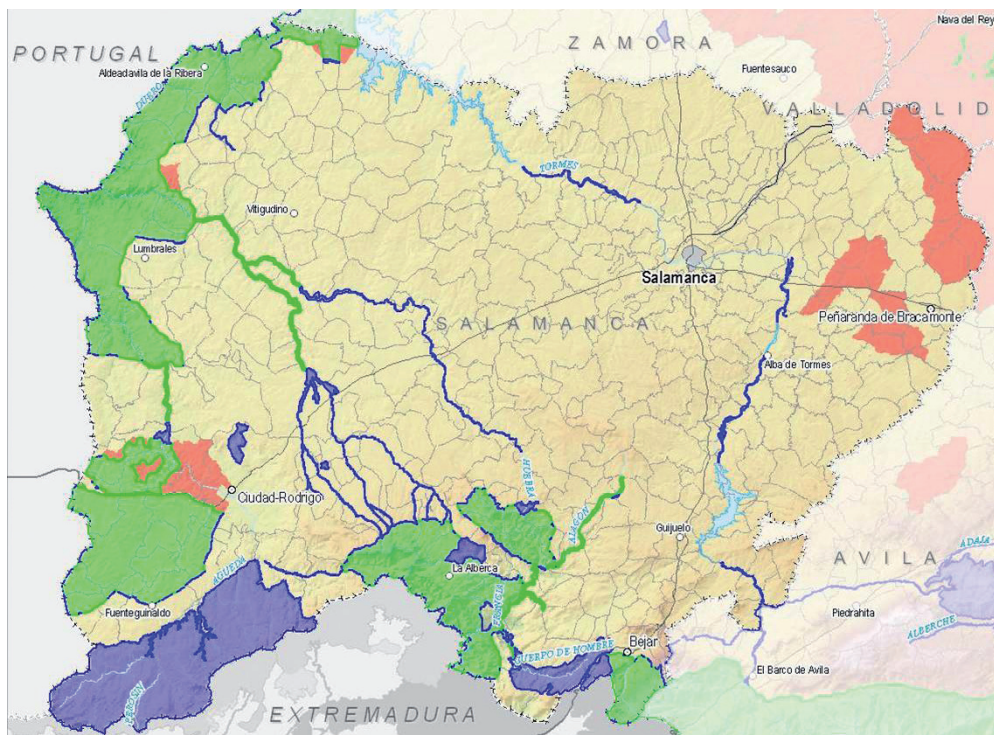 Nava del Rey
ZAMORA
PORTUGAL
Aldeadavila de la Ribera
Fuentesauco
DUERO
VALLADOLID
TORMES
Vitigudino
Lumbrales
Salamanca
SALAMANCA
Peñaranda de Bracamonte
Alba de Tormes
HUEBRA
Ciudad-Rodrigo
ALAGON
Guijuelo
AVILA
ADAJA
AGUEDA
La Alberca
FRANCIA
Fuenteguinaldo
Piedrahita
ALBERCHE
CUERPO DE HOMBRE
Bejar
El Barco de Avila
EXTREMADURA